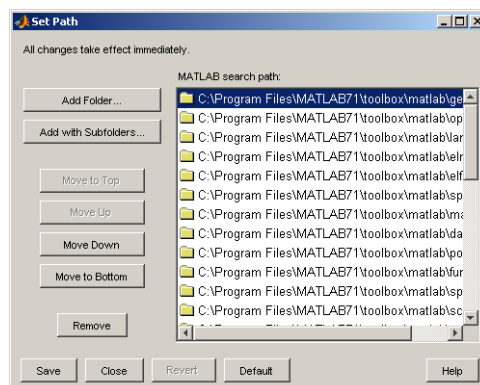 Set Path
All changes take effect immediately.
MATLAB search path:
Add Folder...
Add with Subfolders...
Move to Top
Move Up
Move Down
Move to Bottom
Remove
C:\Program Files\MATLAB71\toolbox\matlab\ge
C:\Program Files\MATLAB71\toolbox\matlab\op
C:\Program Files\MATLAB71\toolbox\matlab\lar
C:\Program Files\MATLAB71\toolbox\matlab\elr
C:\Program Files\MATLAB71\toolbox\matlab\elf
C:\Program Files\MATLAB71\toolbox\matlab\sp
C:\Program Files\MATLAB71\toolbox\matlab\ma
C:\Program Files\MATLAB71\toolbox\matlab\da
C:\Program Files\MATLAB71\toolbox\matlab\po
C:\Program Files\MATLAB71\toolbox\matlab\fur
C:\Program Files\MATLAB71\toolbox\matlab\sp
C:\Program Files\MATLAB71\toolbox\matlab\sc
Save
Close
Revert
Default
Help